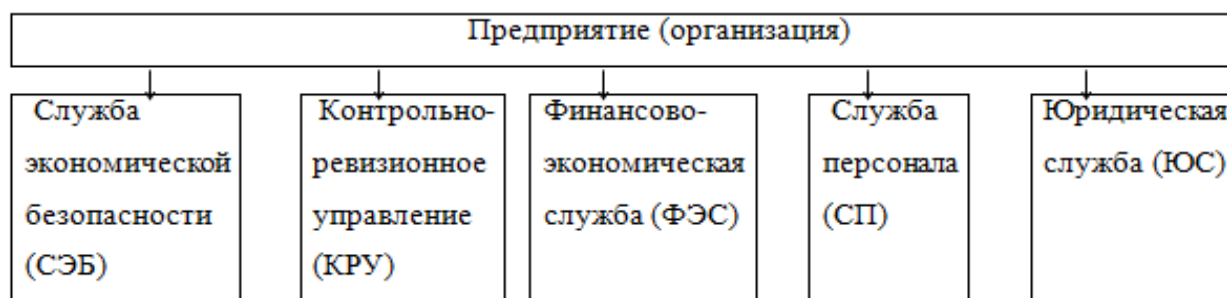 Предприятие (организация)
Служба
экономической
безопасности
(СЭБ)
Контрольно-
ревизионное
управление
(КРУ)
Финансово-
экономическая
служба (ФЭС)
Служба
персонала
(СП)
Юридическая
служба (ЮС)